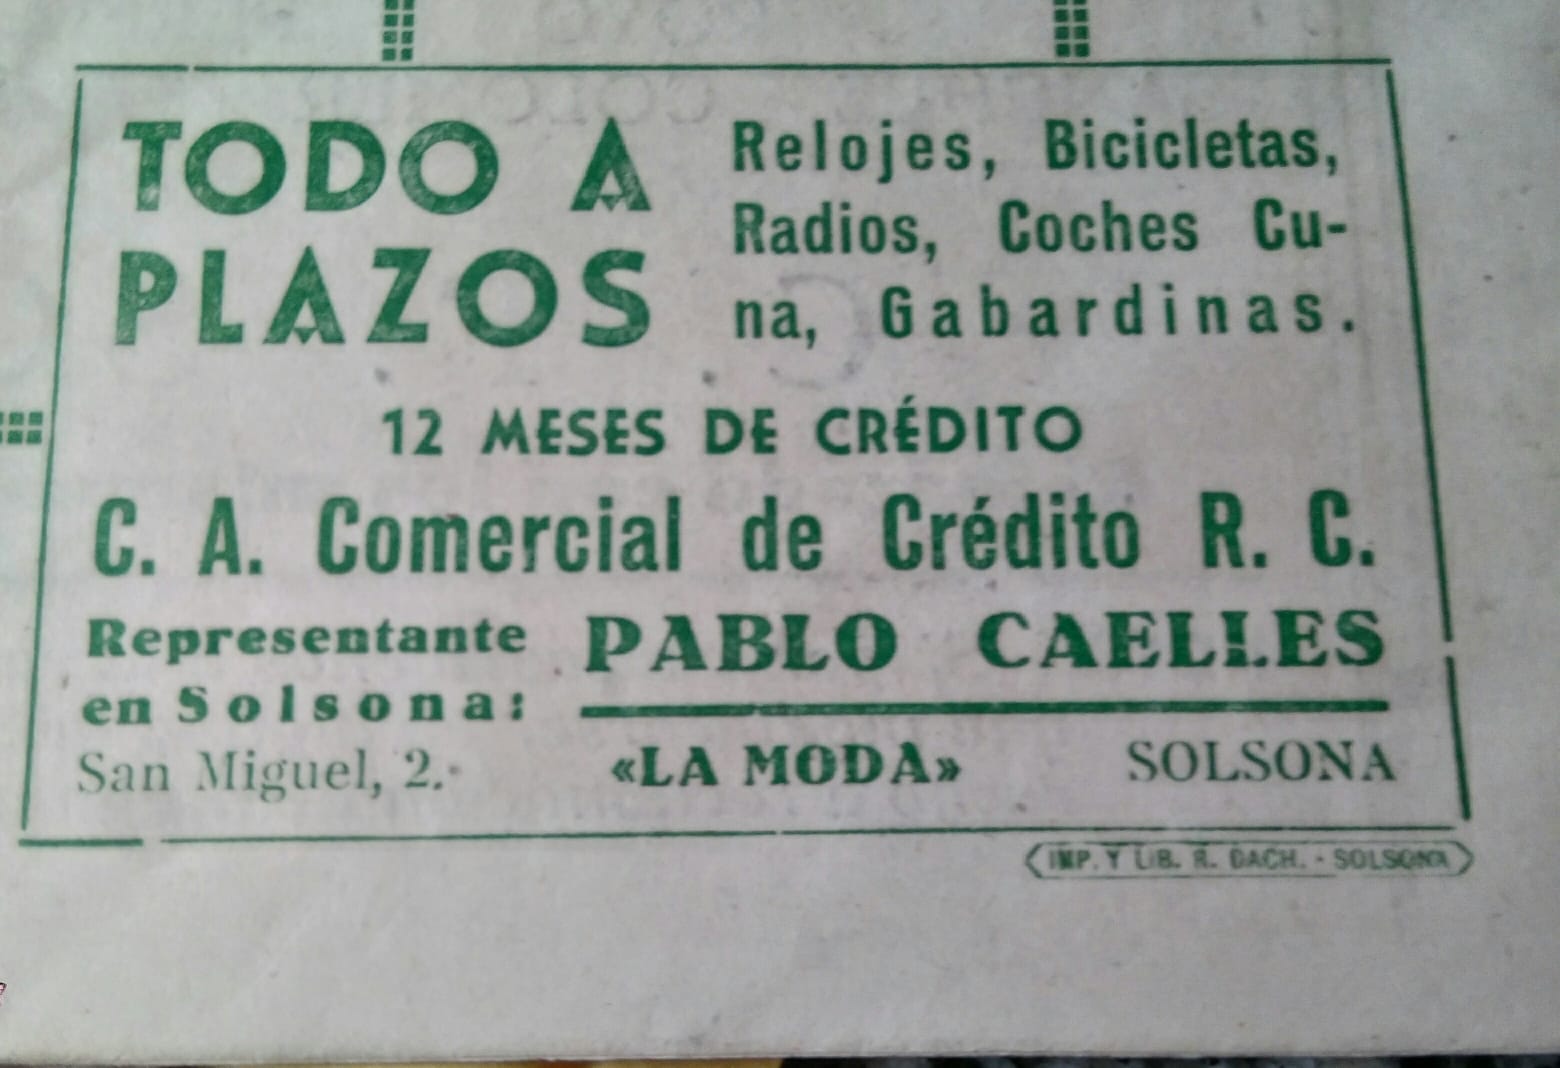 TODO A
PLAZOS
Relojes, Bicicletas,
Radios, Coches Cu-
na, Gabardinas.
12 MESES DE CRÉDITO
C. A. Comercial de Crédito R. C.
Representante
en Solsona:
PABLO CAELLES
San Miguel, 2.
«LA MODA»
SOLSONA
IMP. Y LIB. R. BACH. - SOLSONA